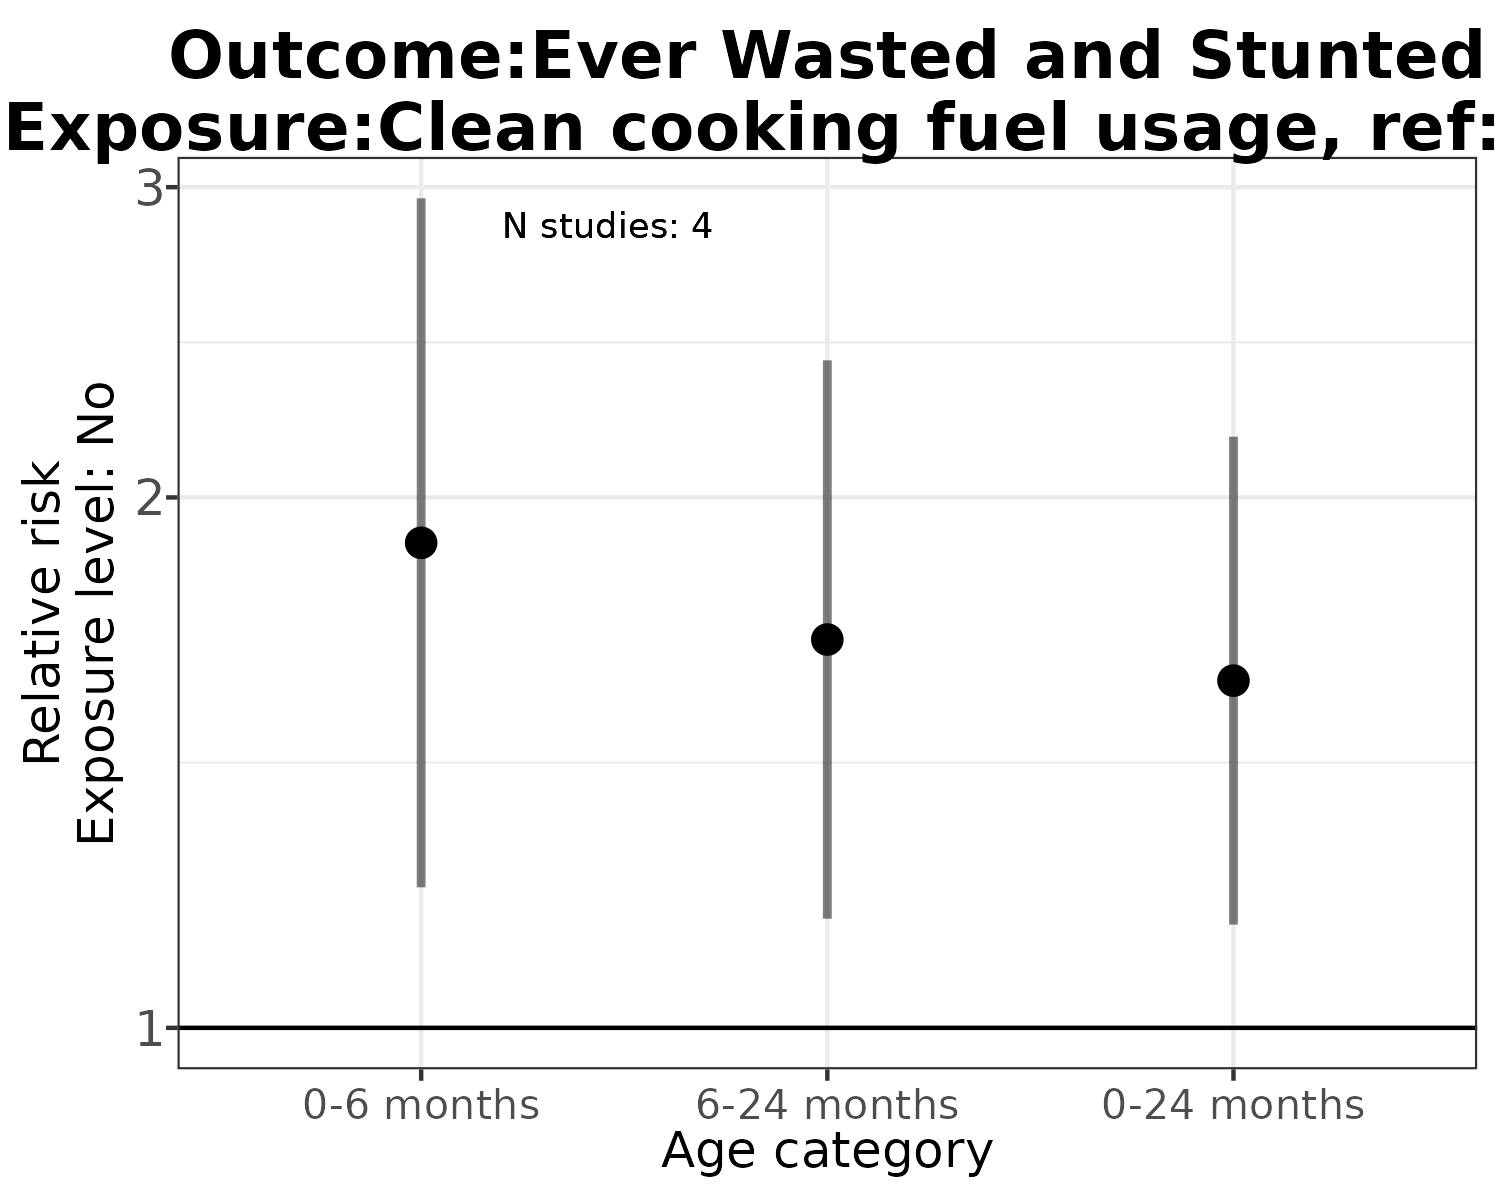 Outcome:Ever Wasted and Stunted
Exposure:Clean cooking fuel usage, ref:
3
N studies: 4
2
1
Relative risk
Exposure level: No
0-6 months
6-24 months
0-24 months
Age category